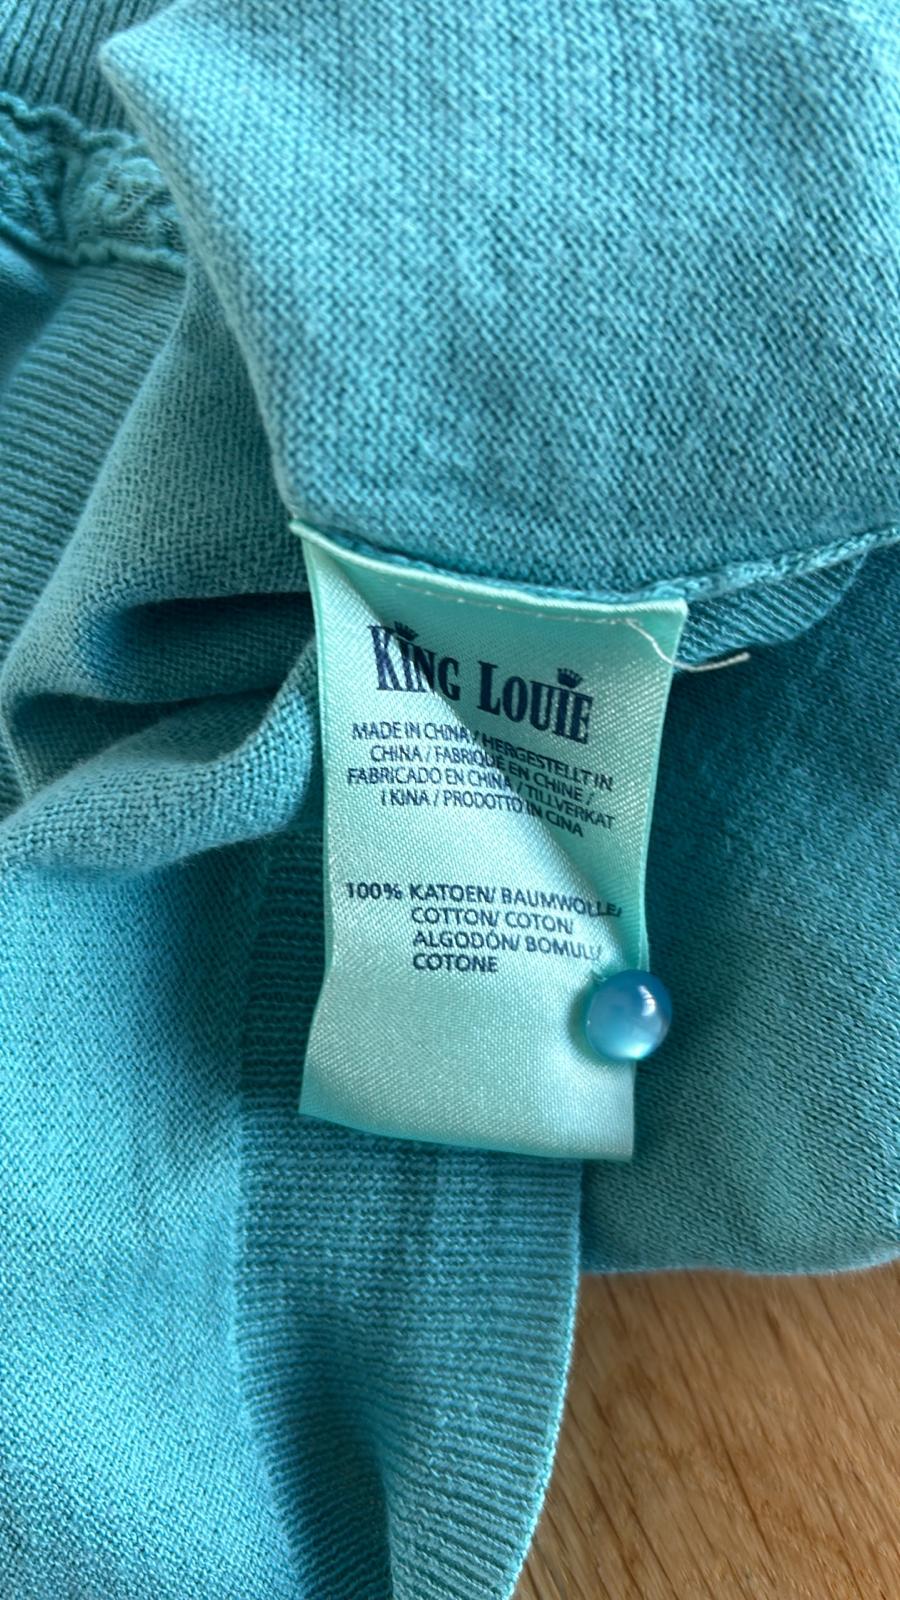 KING LOUIE
MADE IN CHINA / HERGESTELLT IN
CHINA / FABRIQUÉ EN CHINE /
FABRICADO EN CHINA / TILLVERKAT
I KINA / PRODOTTO IN CINA
100% KATOEN/ BAUMWOLLE/
COTTON/ COTON/
ALGODÓN/ BOMULL/
COTONE